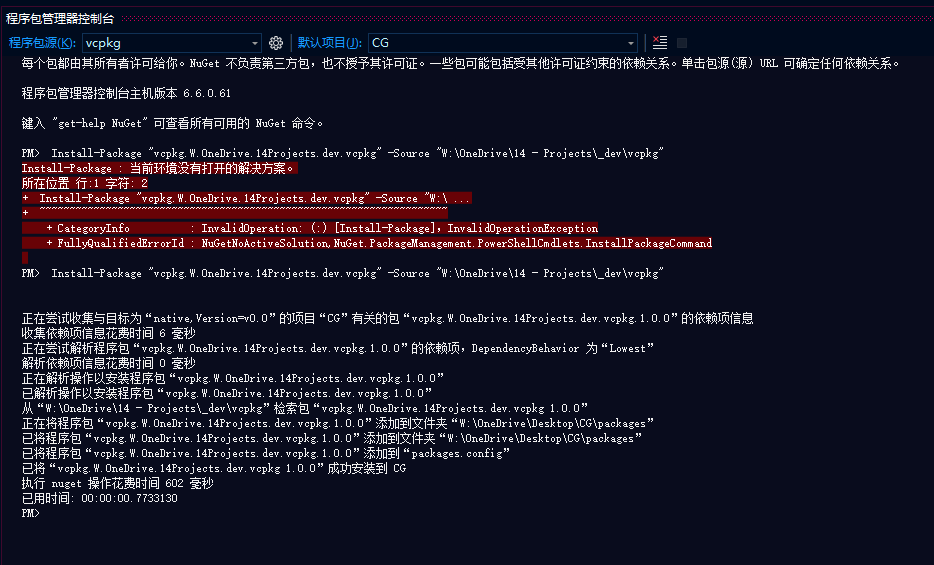 程序包管理器控制台
程序包源(K): vcpkg 默认项目(J): CG
每个包都由其所有者许可给你。NuGet 不负责第三方包，也不授予其许可证。一些包可能包括受其他许可证约束的依赖关系。单击包源(源) URL 可确定任何依赖关系。
程序包管理器控制台主机版本 6.6.0.61
键入 "get-help NuGet" 可查看所有可用的 NuGet 命令。
PM> Install-Package "vcpkg.W.OneDrive.14Projects.dev.vcpkg" -Source "W:\OneDrive\14 - Projects\_dev\vcpkg"
Install-Package : 当前环境没有打开的解决方案。
所在位置 行:1 字符: 2
+ Install-Package "vcpkg.W.OneDrive.14Projects.dev.vcpkg" -Source "W:\ ...
+ ~~~~~~~~~~~~~~~~~~~~~~~~~~~~~~~~~~~~~~~~~~~~~~~~~~~~~~~~~~~~~~~~~~~~
+ CategoryInfo : InvalidOperation: (:) [Install-Package]，InvalidOperationException
+ FullyQualifiedErrorId : NuGetNoActiveSolution,NuGet.PackageManagement.PowerShellCmdlets.InstallPackageCommand
PM> Install-Package "vcpkg.W.OneDrive.14Projects.dev.vcpkg" -Source "W:\OneDrive\14 - Projects\_dev\vcpkg"
正在尝试收集与目标为“native,Version=v0.0”的项目“CG”有关的包“vcpkg.W.OneDrive.14Projects.dev.vcpkg.1.0.0”的依赖项信息
收集依赖项信息花费时间 6 毫秒
正在尝试解析程序包“vcpkg.W.OneDrive.14Projects.dev.vcpkg.1.0.0”的依赖项，DependencyBehavior 为“Lowest”
解析依赖项信息花费时间 0 毫秒
正在解析操作以安装程序包“vcpkg.W.OneDrive.14Projects.dev.vcpkg.1.0.0”
已解析操作以安装程序包“vcpkg.W.OneDrive.14Projects.dev.vcpkg.1.0.0”
从“W:\OneDrive\14 - Projects\_dev\vcpkg”检索包“vcpkg.W.OneDrive.14Projects.dev.vcpkg 1.0.0”
正在将程序包“vcpkg.W.OneDrive.14Projects.dev.vcpkg.1.0.0”添加到文件夹“W:\OneDrive\Desktop\CG\packages”
已将程序包“vcpkg.W.OneDrive.14Projects.dev.vcpkg.1.0.0”添加到文件夹“W:\OneDrive\Desktop\CG\packages”
已将程序包“vcpkg.W.OneDrive.14Projects.dev.vcpkg.1.0.0”添加到“packages.config”
已将“vcpkg.W.OneDrive.14Projects.dev.vcpkg 1.0.0”成功安装到 CG
执行 nuget 操作花费时间 602 毫秒
已用时间: 00:00:00.7733130
PM>